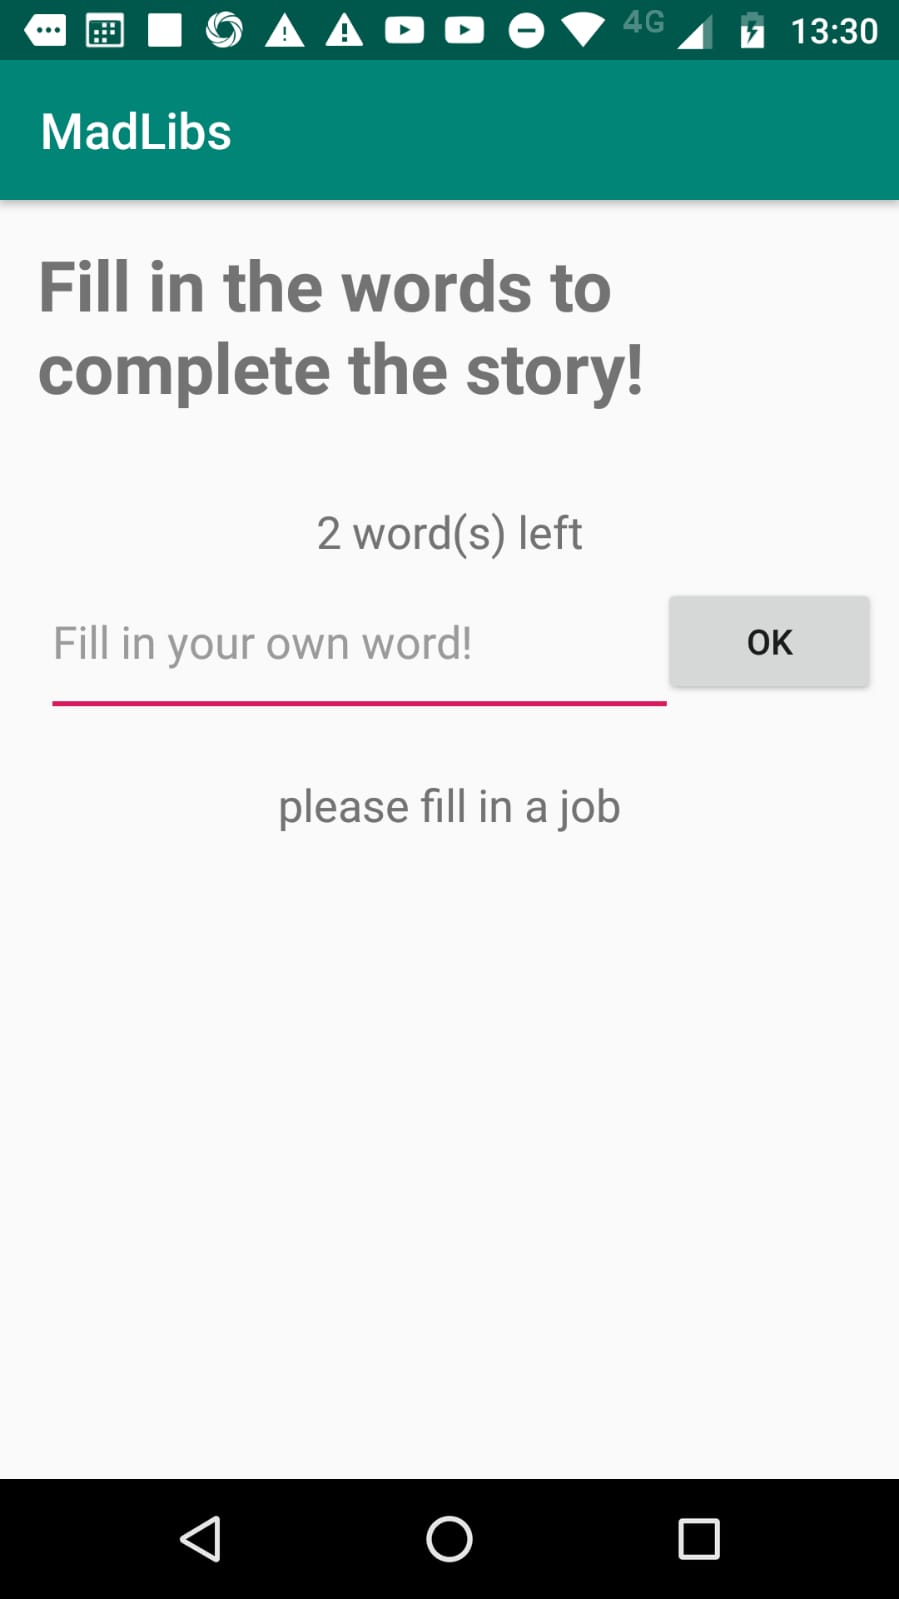 4G 13:30
MadLibs
Fill in the words to
complete the story!
2 word(s) left
Fill in your own word!
OK
please fill in a job